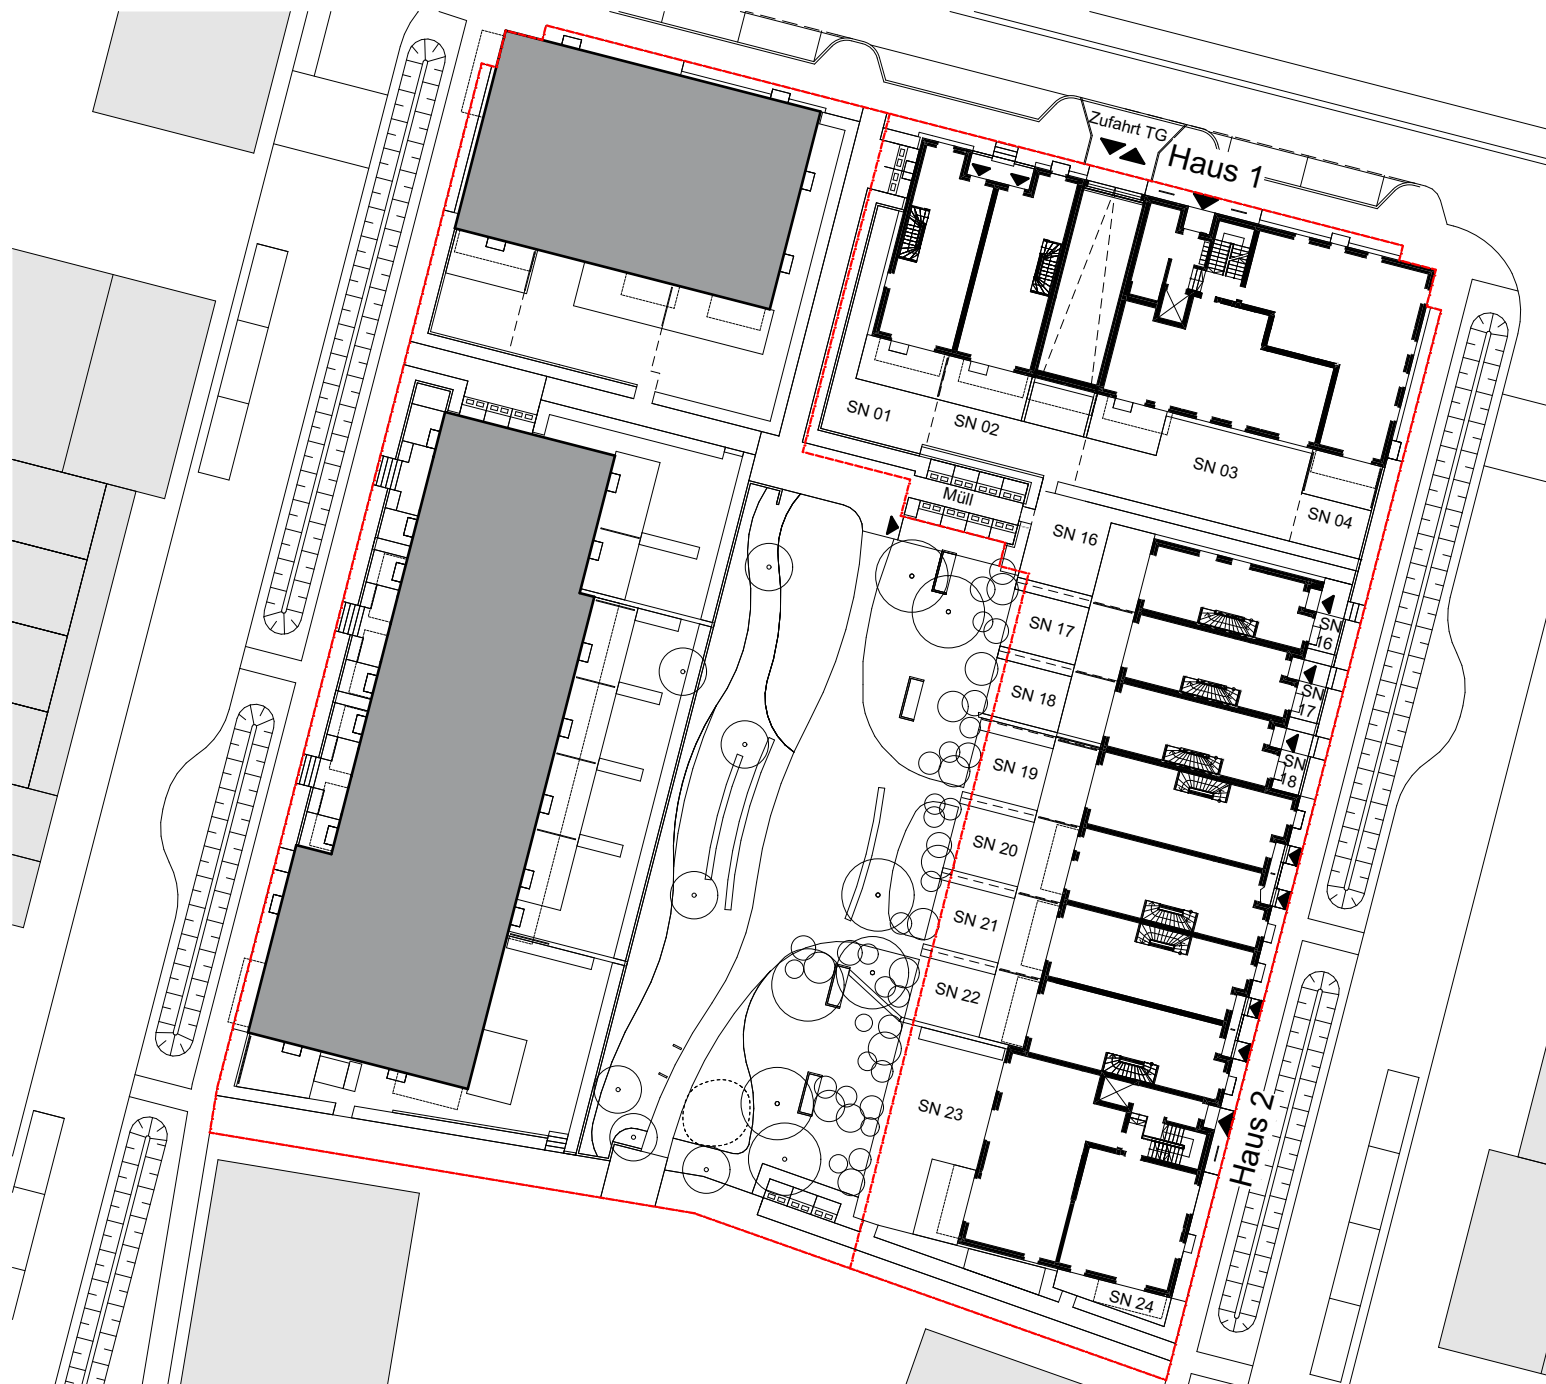 Zufahrt TG
Haus 1
SN 01
SN 02
SN 03
SN 04
Müll
SN 16
SN 17
SN 18
SN 19
SN 20
SN 21
SN 22
SN 23
SN 24
SN
16
SN
17
SN
18
Haus 2